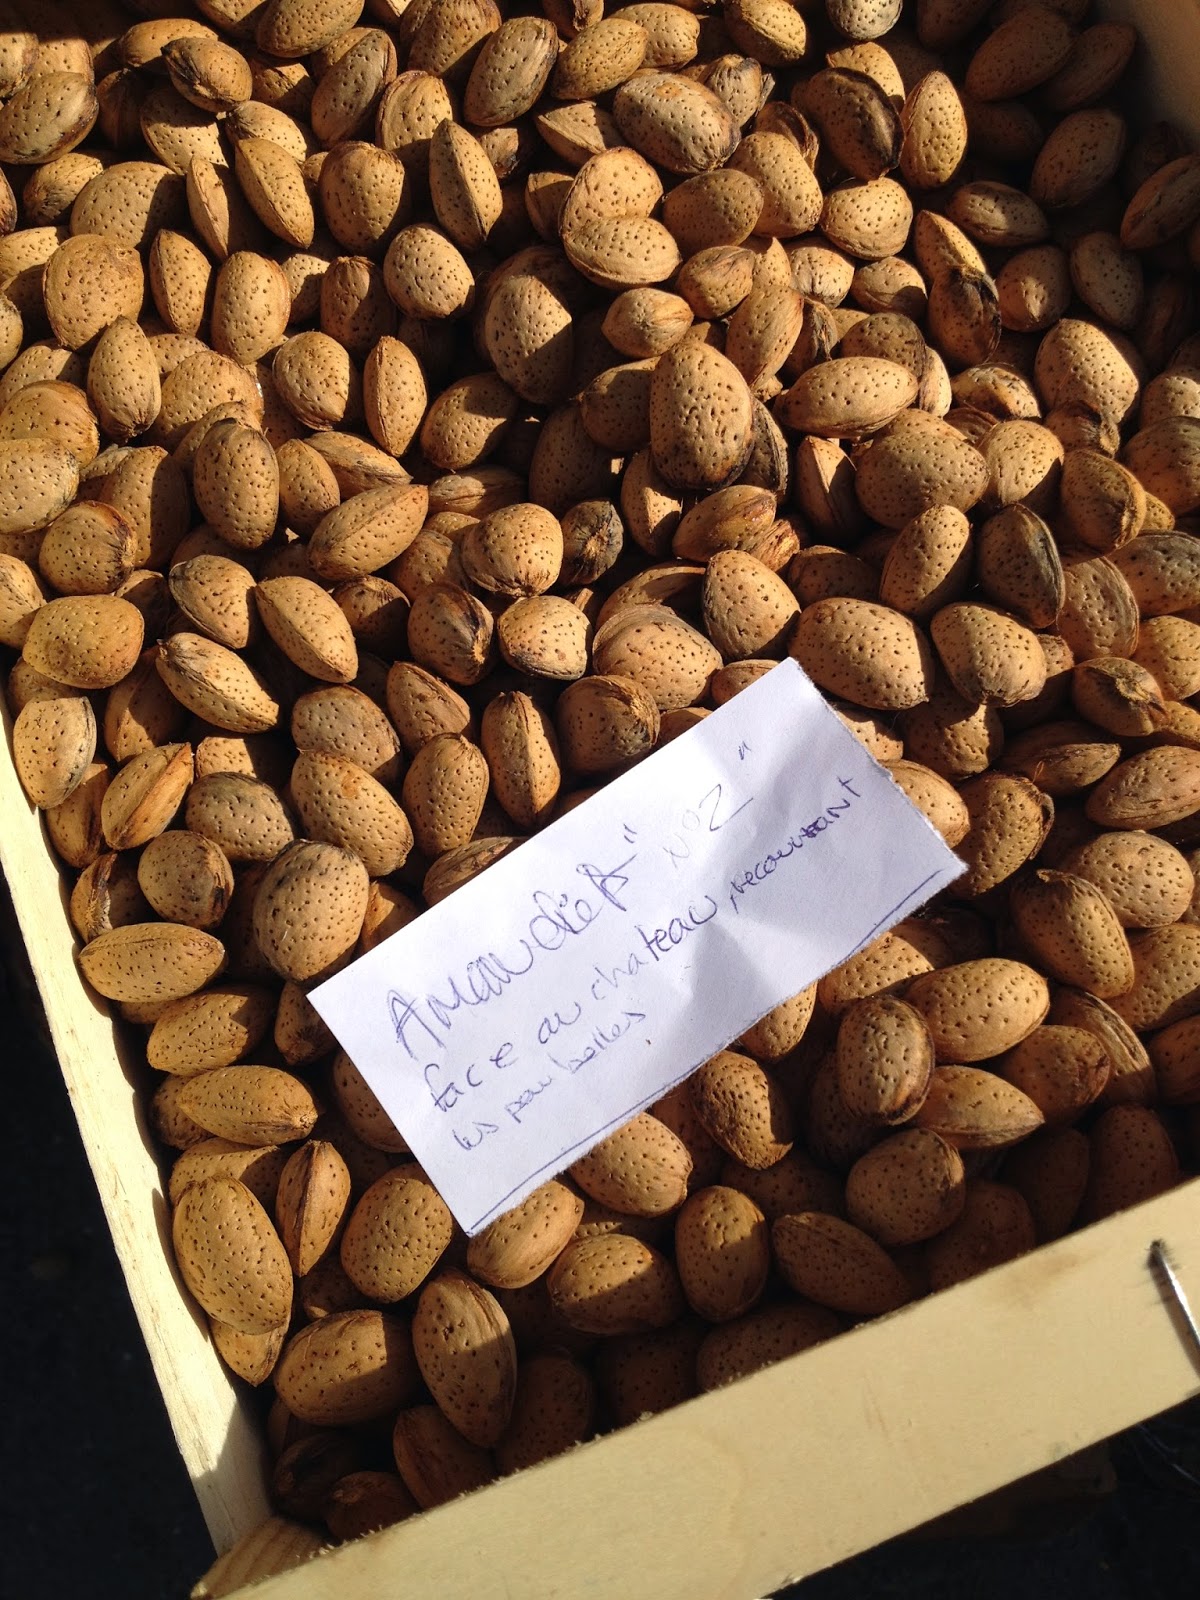 AMandier "N°2"
face au chateau, recouvrant
les poubelles